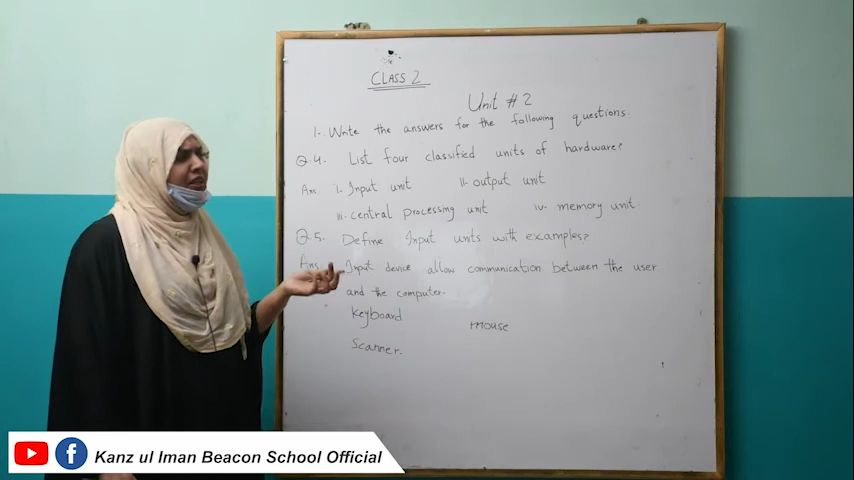 CLASS 2
Unit # 2
1. Write the answers for the following questions.
Q.4. List four classified units of hardware?
Ans. i- Input unit ii- output unit
iii- central processing unit iv- memory unit
Q.5. Define Input units with examples?
Ans Input device allow communication between the user
and the computer.
Keyboard mouse
Scanner.
Kanz ul Iman Beacon School Official